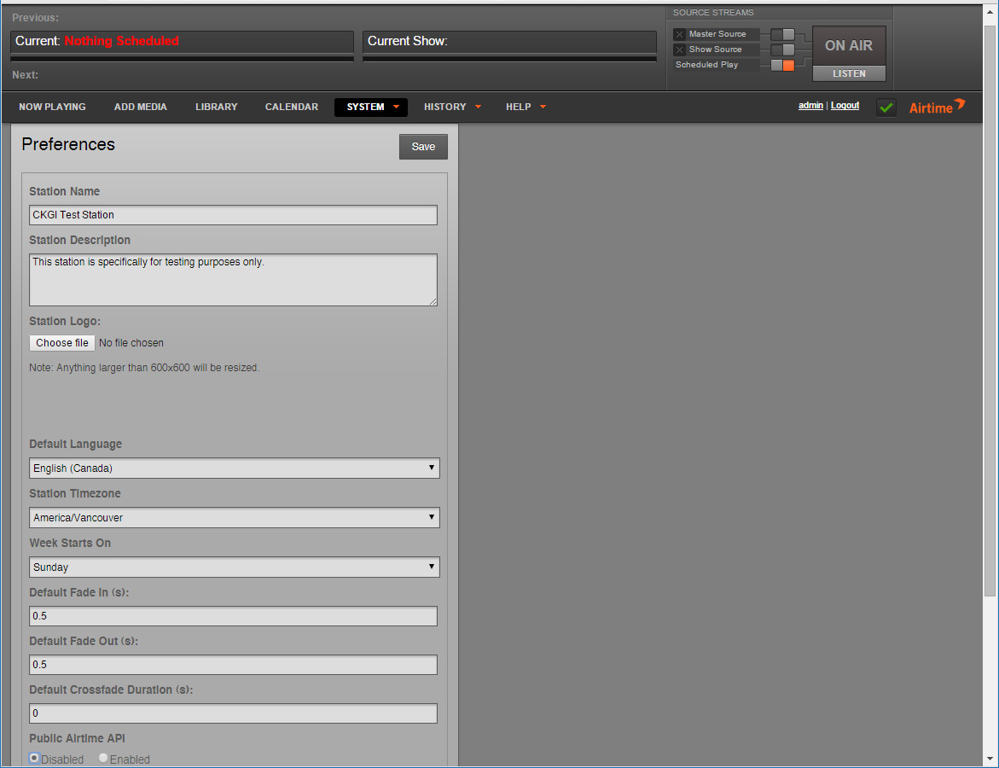 Previous:
Current: Nothing Scheduled
Current Show:
Next:
SOURCE STREAMS
Master Source
Show Source
Scheduled Play
ON AIR
LISTEN
NOW PLAYING ADD MEDIA LIBRARY CALENDAR SYSTEM HISTORY HELP admin | Logout Airtime
Preferences
Save
Station Name
CKGI Test Station
Station Description
This station is specifically for testing purposes only.
Station Logo:
Choose file No file chosen
Note: Anything larger than 600x600 will be resized.
Default Language
English (Canada)
Station Timezone
America/Vancouver
Week Starts On
Sunday
Default Fade In (s):
0.5
Default Fade Out (s):
0.5
Default Crossfade Duration (s):
0
Public Airtime API
Disabled Enabled